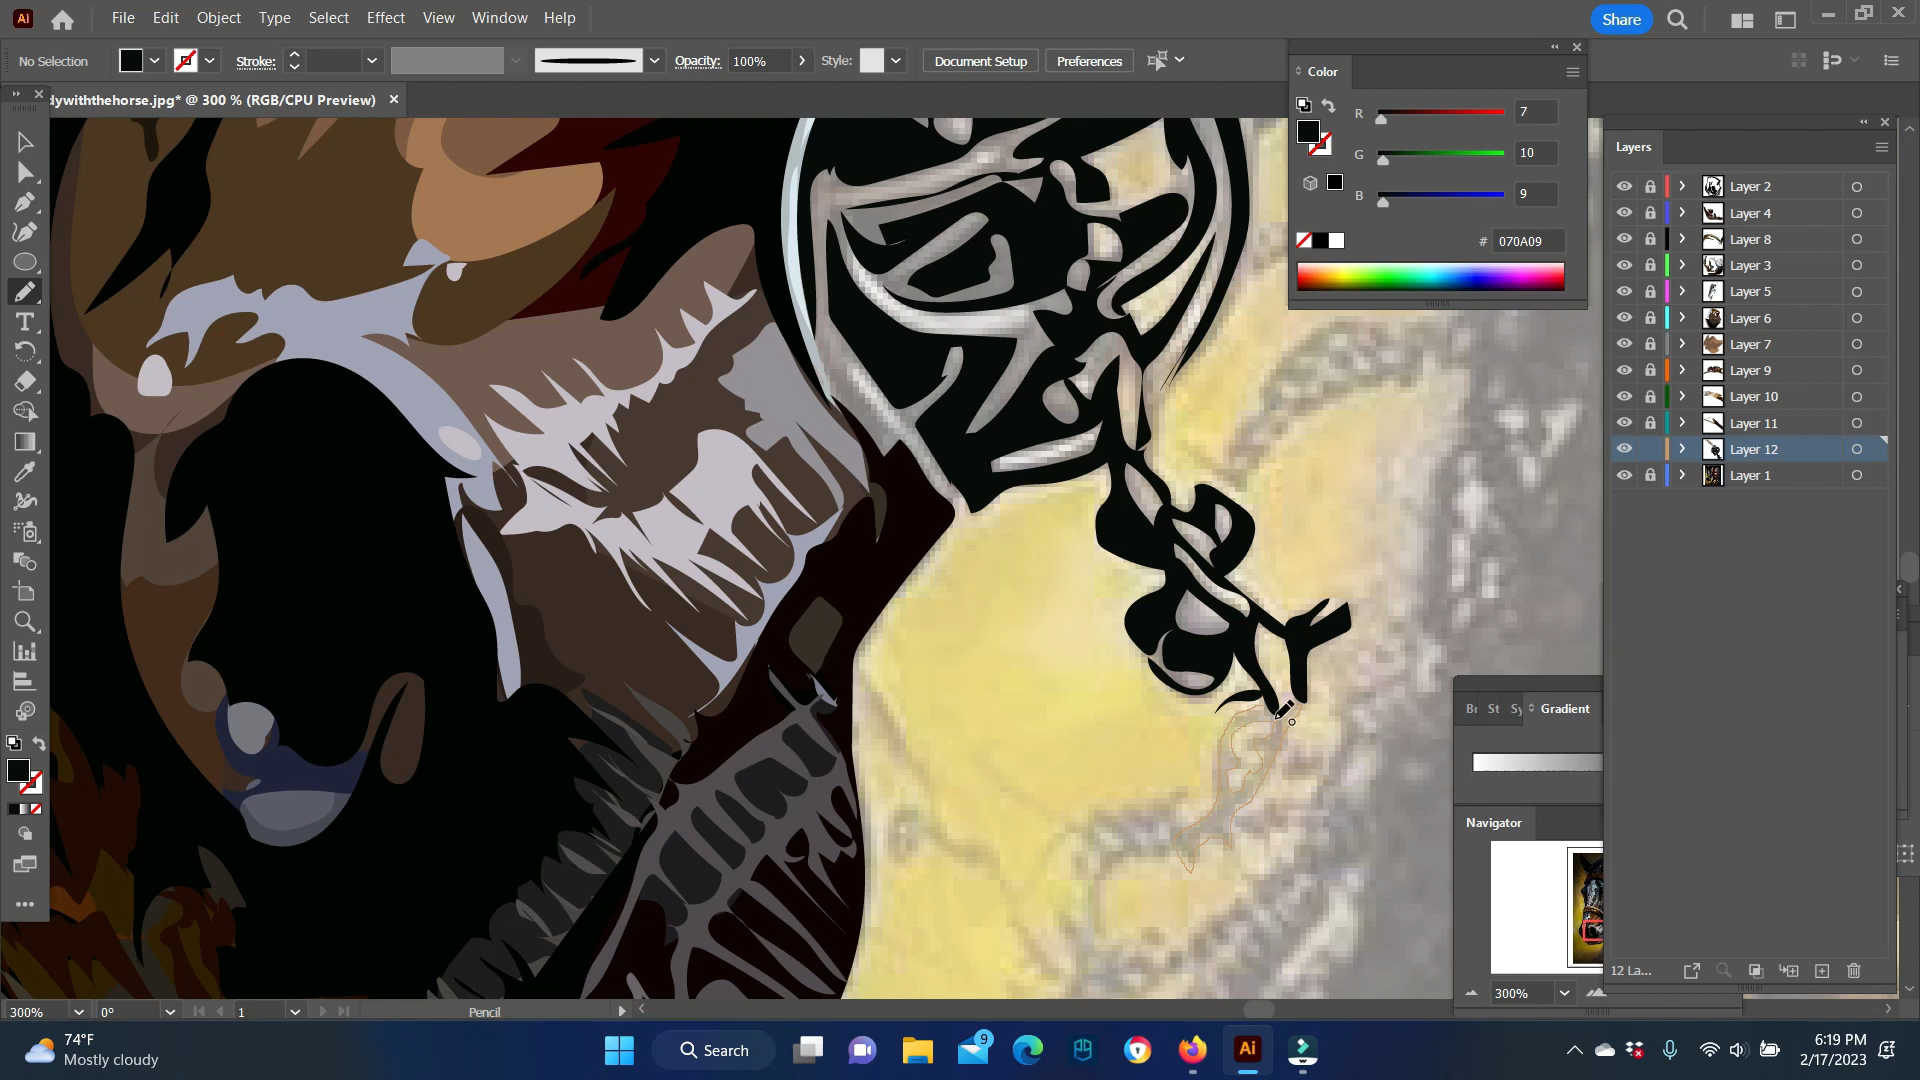 Ai
File Edit Object Type Select Effect View Window Help
Share
No Selection
Stroke:
Opacity: 100%
Style:
Document Setup
Preferences
dywiththehorse.jpg* @ 300 % (RGB/CPU Preview)
Color
R 7
G 10
B 9
# 070A09
Layers
Layer 2
Layer 4
Layer 8
Layer 3
Layer 5
Layer 6
Layer 7
Layer 9
Layer 10
Layer 11
Layer 12
Layer 1
Br St Sy Gradient
Navigator
300%
12 La...
300% 0° 1 Pencil
74°F
Mostly cloudy
Search
9
Ai
6:19 PM
2/17/2023